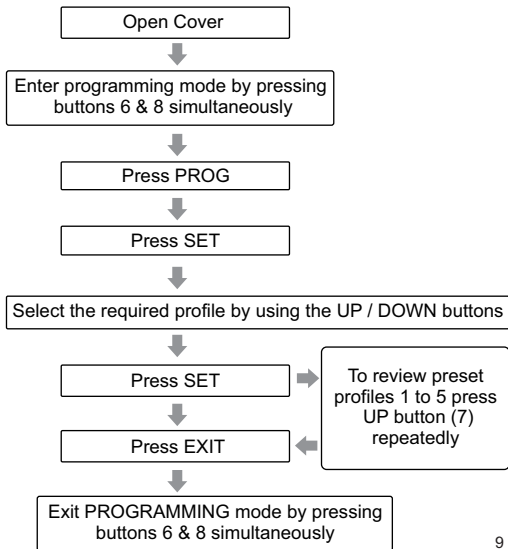 Open Cover
Enter programming mode by pressing
buttons 6 & 8 simultaneously
Press PROG
Press SET
Select the required profile by using the UP / DOWN buttons
Press SET
To review preset
profiles 1 to 5 press
UP button (7)
repeatedly
Press EXIT
Exit PROGRAMMING mode by pressing
buttons 6 & 8 simultaneously
9